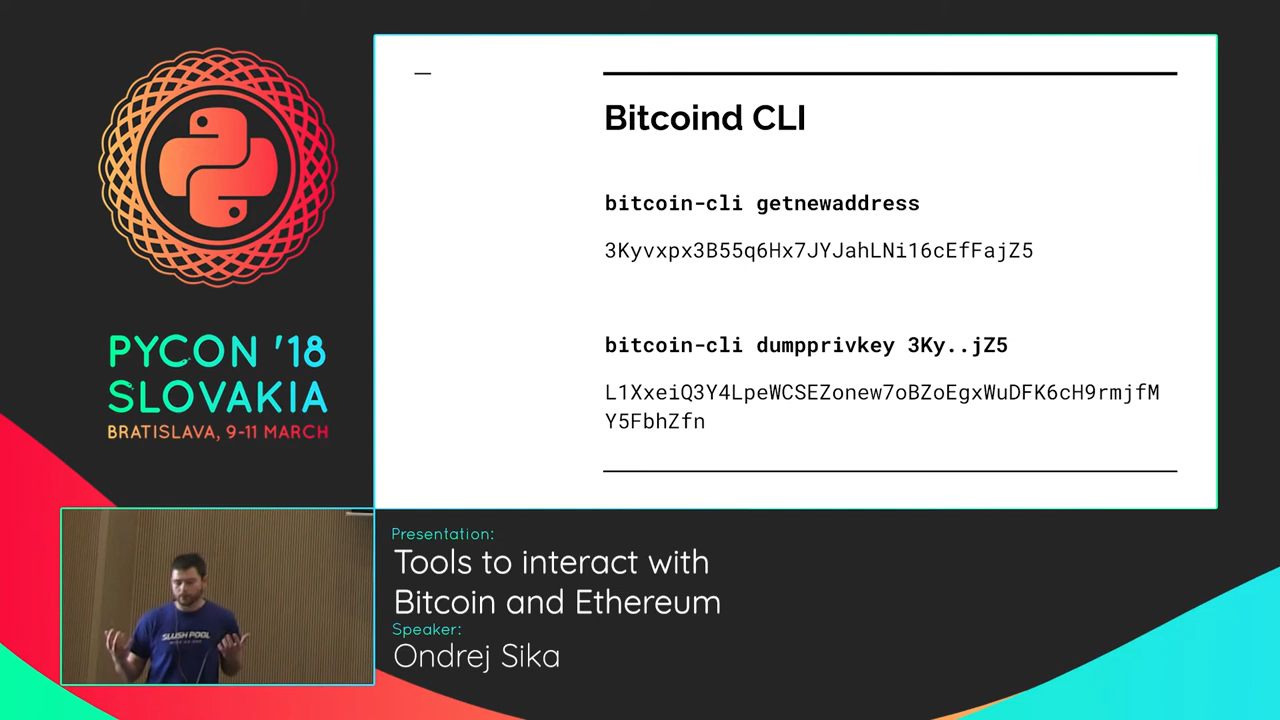 PYCON '18
SLOVAKIA
BRATISLAVA, 9-11 MARCH
Bitcoind CLI
bitcoin-cli getnewaddress
3Kyvxpx3B55q6Hx7JYJahLNi16cEfFajZ5
bitcoin-cli dumpprivkey 3Ky..jZ5
L1XxeiQ3Y4LpeWCSEZonew7oBZoEgxWuDFK6cH9rmjfM
Y5FbhZfn
SLUSH POOL
Presentation:
Tools to interact with
Bitcoin and Ethereum
Speaker:
Ondrej Sika